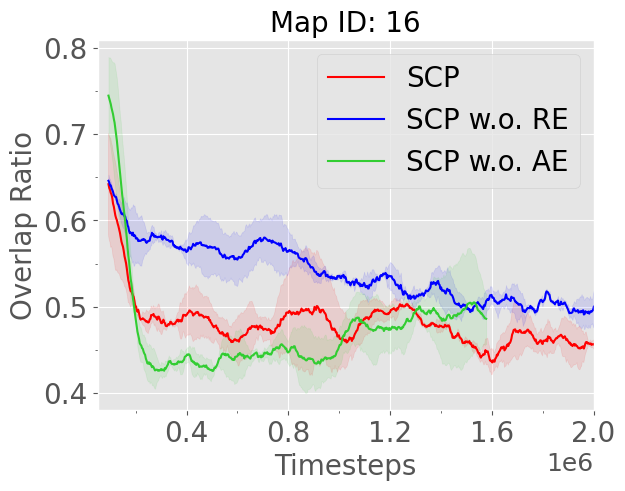 Map ID: 16
0.8
0.7
0.6
0.5
0.4
Overlap Ratio
SCP
SCP w.o. RE
SCP w.o. AE
0.4
0.8
1.2
1.6
2.0
Timesteps
1e6